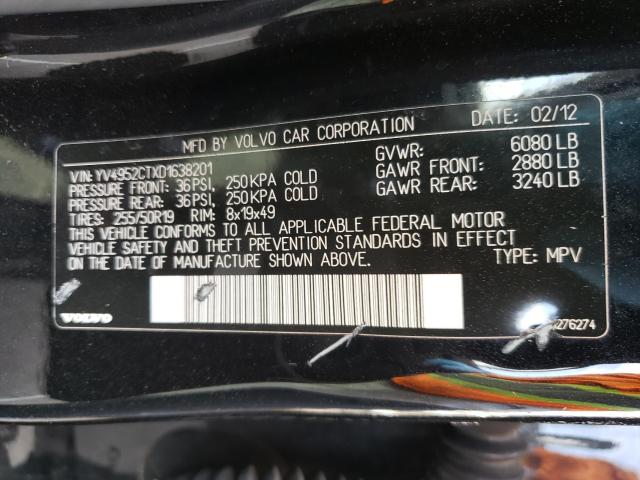 MFD BY VOLVO CAR CORPORATION DATE: 02/12
VIN: YV4952CTXD1638201 GVWR: 6080 LB
PRESSURE FRONT: 36 PSI, 250 KPA COLD GAWR FRONT: 2880 LB
PRESSURE REAR: 36 PSI, 250 KPA COLD GAWR REAR: 3240 LB
TIRES: 255/50R19 RIM: 8x19x49
THIS VEHICLE CONFORMS TO ALL APPLICABLE FEDERAL MOTOR
VEHICLE SAFETY AND THEFT PREVENTION STANDARDS IN EFFECT
ON THE DATE OF MANUFACTURE SHOWN ABOVE. TYPE: MPV
VOLVO